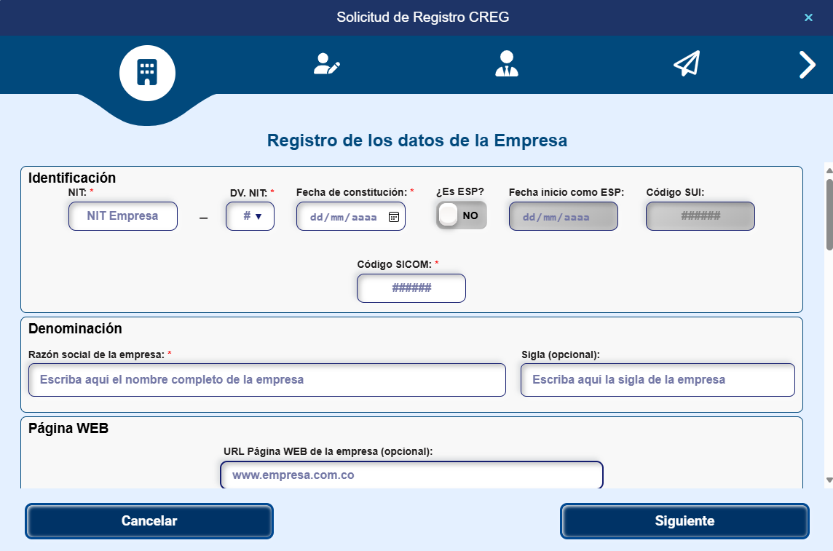 Solicitud de Registro CREG ×
Registro de los datos de la Empresa
Identificación
NIT: * DV. NIT: * Fecha de constitución: * ¿Es ESP? Fecha inicio como ESP: Código SUI:
NIT Empresa – # ▾ dd/mm/aaaa NO dd/mm/aaaa ######
Código SICOM: *
######
Denominación
Razón social de la empresa: * Sigla (opcional):
Escriba aqui el nombre completo de la empresa Escriba aqui la sigla de la empresa
Página WEB
URL Página WEB de la empresa (opcional):
www.empresa.com.co
Cancelar Siguiente